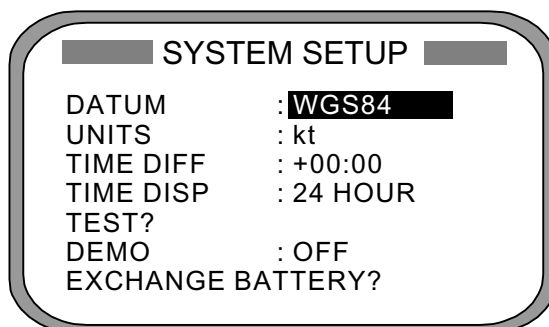 SYSTEM SETUP
DATUM : WGS84
UNITS : kt
TIME DIFF : +00:00
TIME DISP : 24 HOUR
TEST?
DEMO : OFF
EXCHANGE BATTERY?